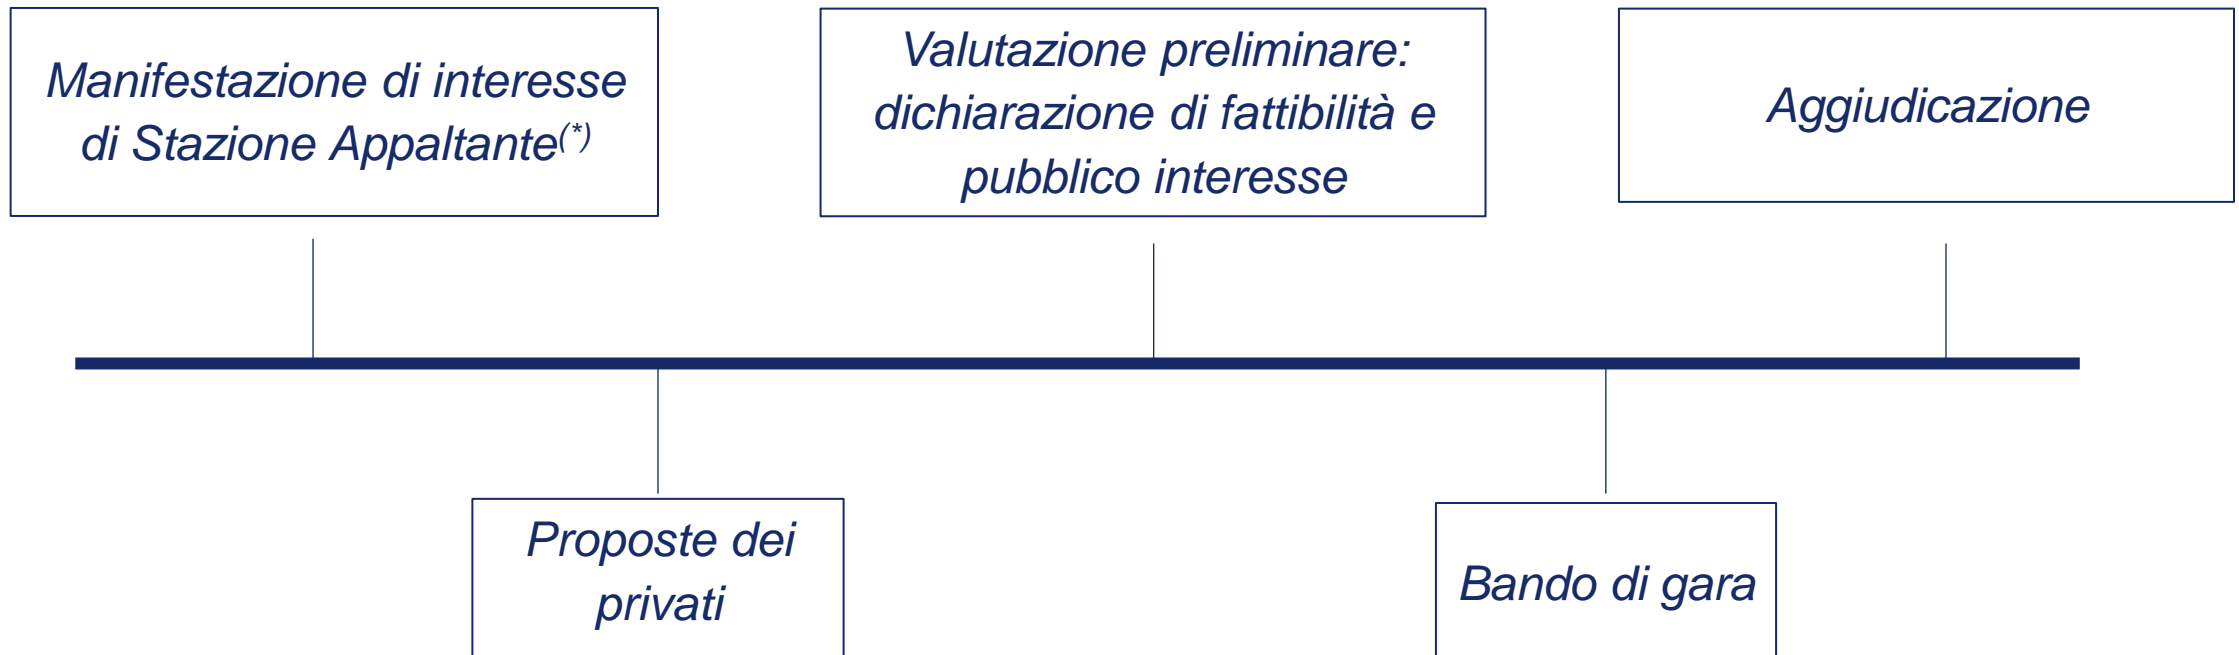 Manifestazione di interesse
di Stazione Appaltante(*)
Valutazione preliminare:
dichiarazione di fattibilità e
pubblico interesse
Aggiudicazione
Proposte dei
privati
Bando di gara